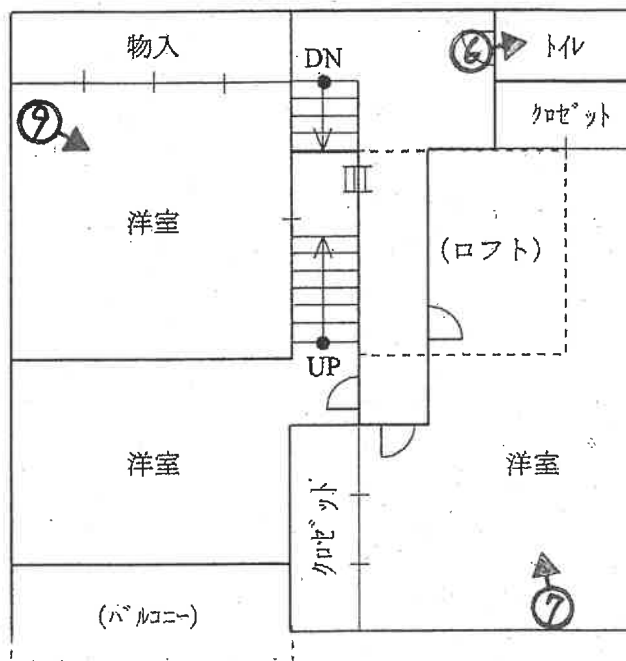 物入
DN
⑥
トイレ
クロゼット
⑨
洋室
(ロフト)
UP
洋室
クロゼット
洋室
(バルコニー)
⑦